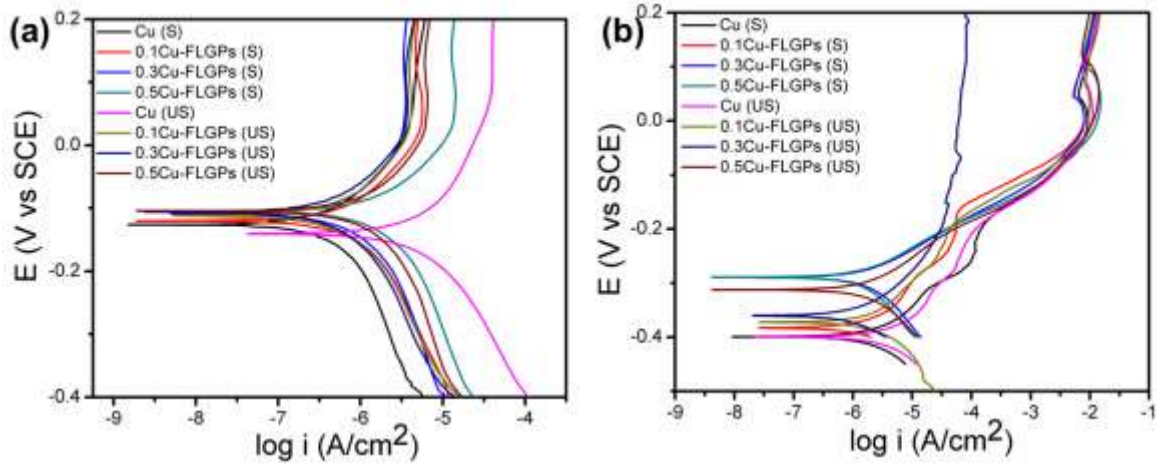 (a)
Cu (S)
0.1Cu-FLGPs (S)
0.3Cu-FLGPs (S)
0.5Cu-FLGPs (S)
Cu (US)
0.1Cu-FLGPs (US)
0.3Cu-FLGPs (US)
0.5Cu-FLGPs (US)
0.2
0.0
-0.2
-0.4
E (V vs SCE)
-9 -8 -7 -6 -5 -4
log i (A/cm2)
(b)
Cu (S)
0.1Cu-FLGPs (S)
0.3Cu-FLGPs (S)
0.5Cu-FLGPs (S)
Cu (US)
0.1Cu-FLGPs (US)
0.3Cu-FLGPs (US)
0.5Cu-FLGPs (US)
0.2
0.0
-0.2
-0.4
E (V vs SCE)
-9 -8 -7 -6 -5 -4 -3 -2 -1
log i (A/cm2)